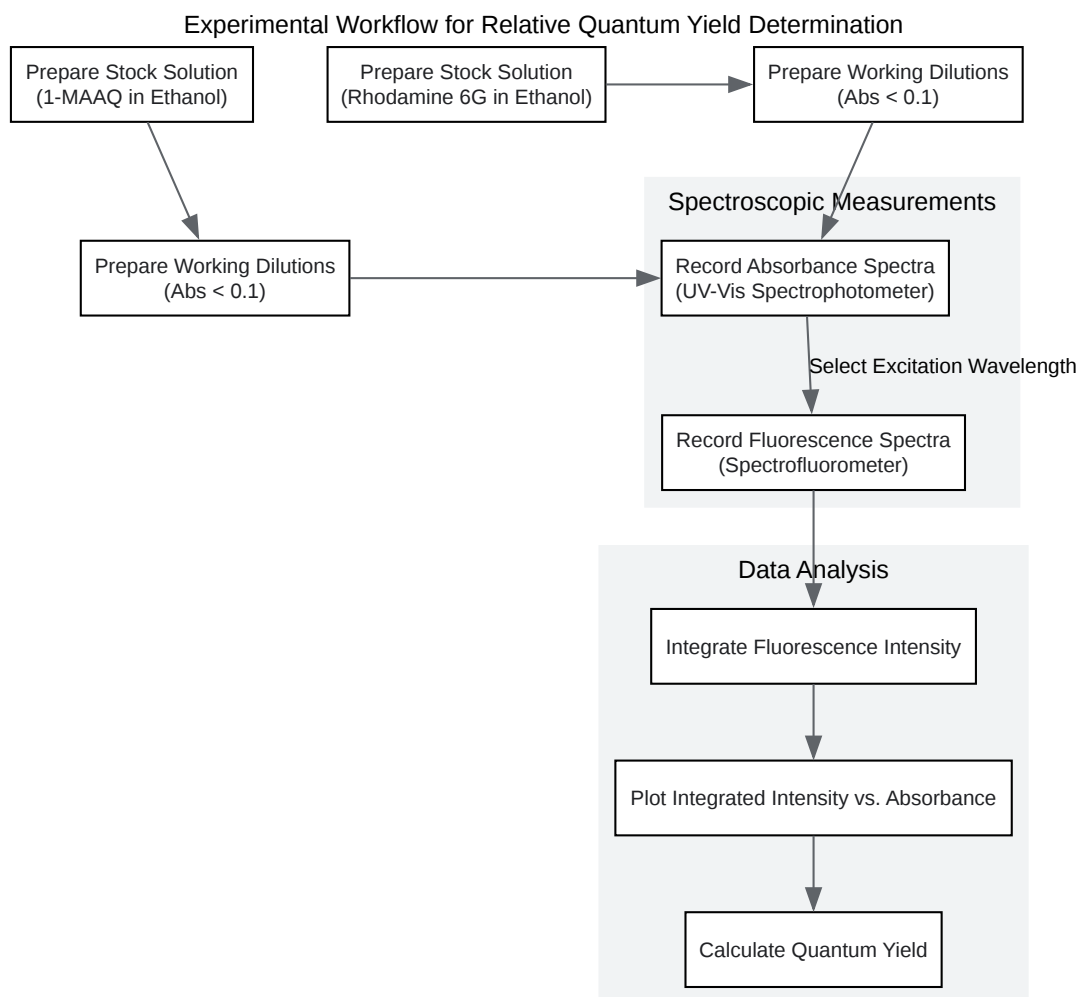 Experimental Workflow for Relative Quantum Yield Determination
Prepare Stock Solution
(1-MAAQ in Ethanol)
Prepare Stock Solution
(Rhodamine 6G in Ethanol)
Prepare Working Dilutions
(Abs < 0.1)
Spectroscopic Measurements
Prepare Working Dilutions
(Abs < 0.1)
Record Absorbance Spectra
(UV-Vis Spectrophotometer)
Select Excitation Wavelength
Record Fluorescence Spectra
(Spectrofluorometer)
Data Analysis
Integrate Fluorescence Intensity
Plot Integrated Intensity vs. Absorbance
Calculate Quantum Yield